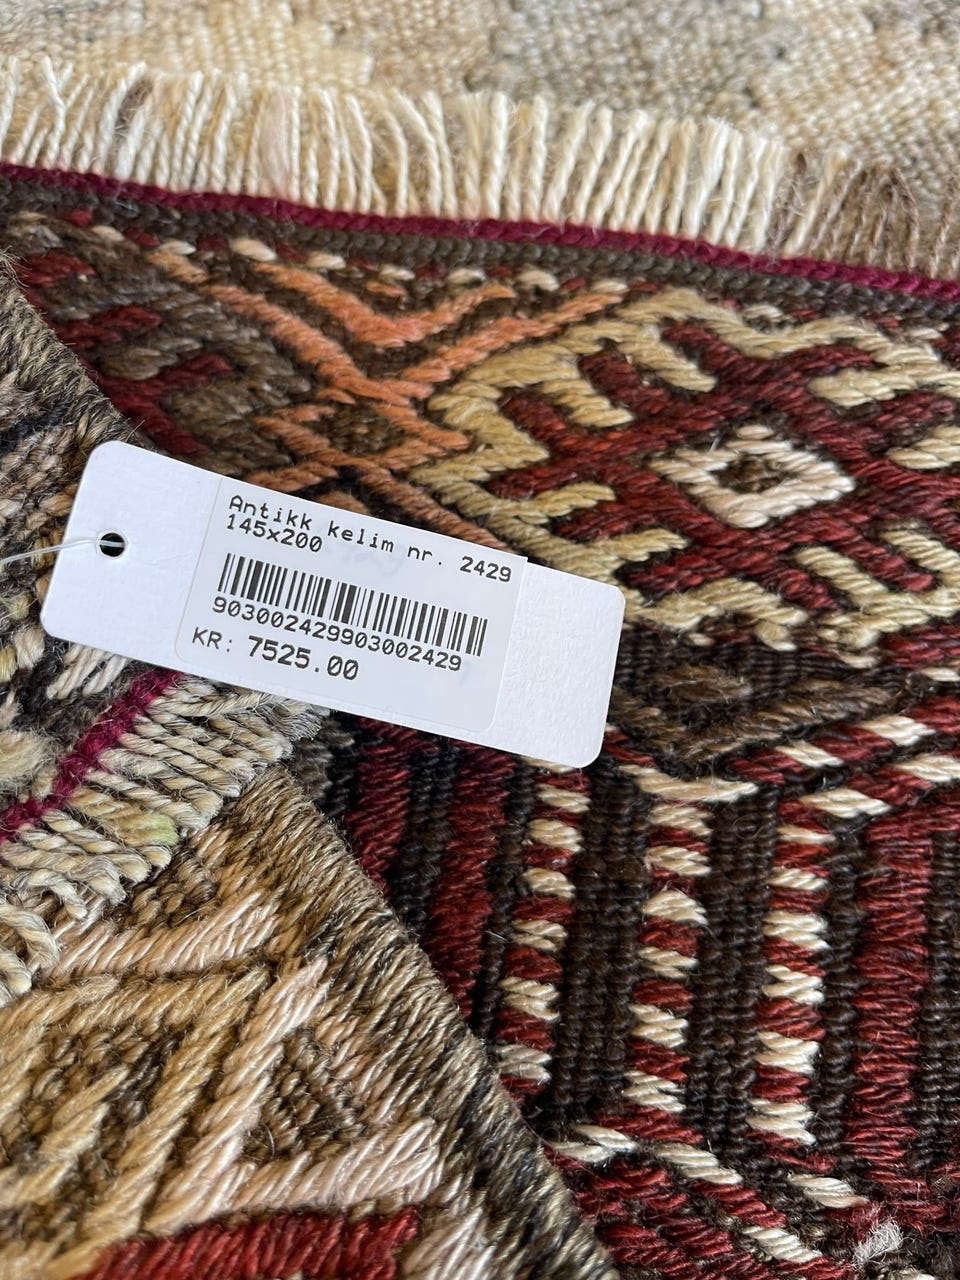 Antikk kelim nr. 2429
145x200
903002429903002429
KR: 7525.00